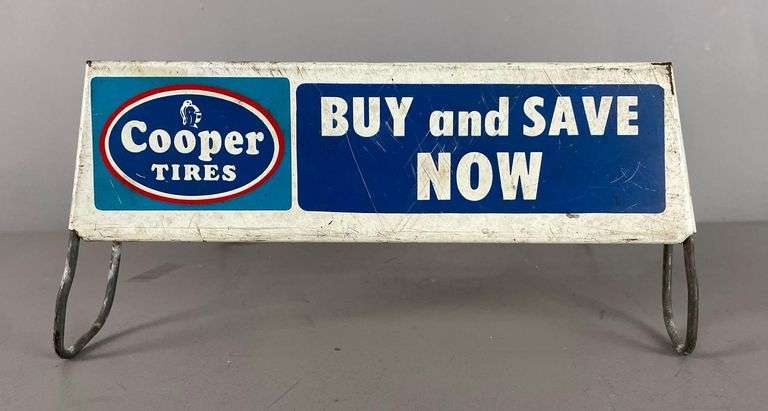 Cooper
TIRES
BUY and SAVE
NOW